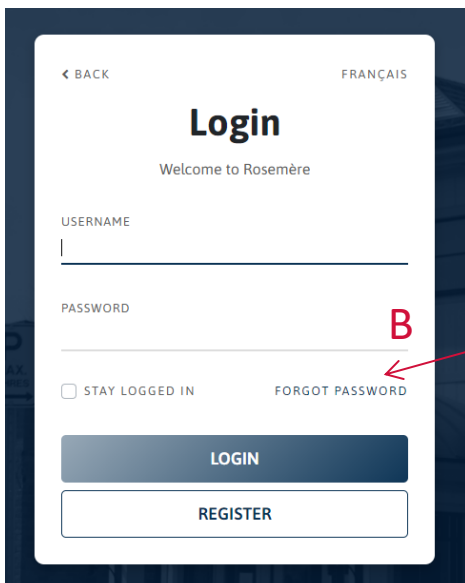 BACK
FRANÇAIS
Login
Welcome to Rosemère
USERNAME
PASSWORD
B
STAY LOGGED IN
FORGOT PASSWORD
LOGIN
REGISTER